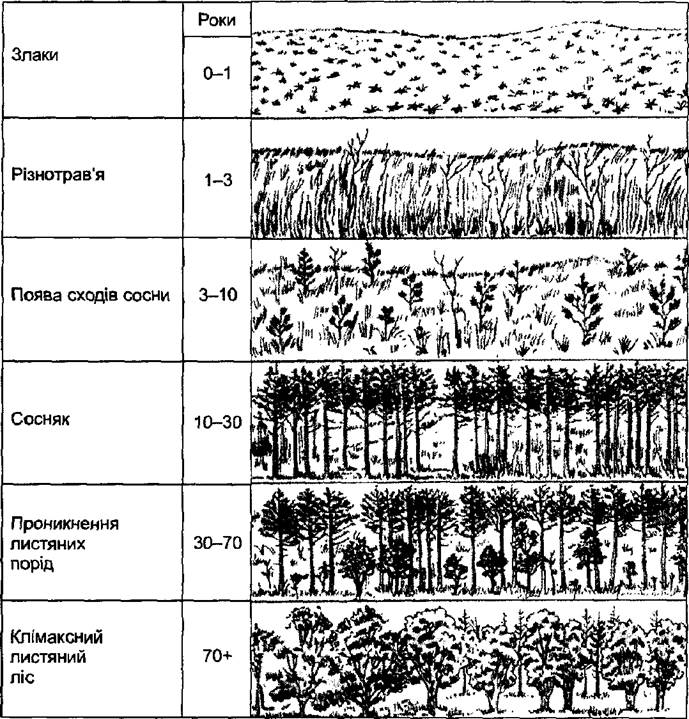 Роки
Злаки
0–1
Різнотрав'я
1–3
Поява сходів сосни
3–10
Сосняк
10–30
Проникнення
листяних
порід
30–70
Клімаксний
листяний
ліс
70+